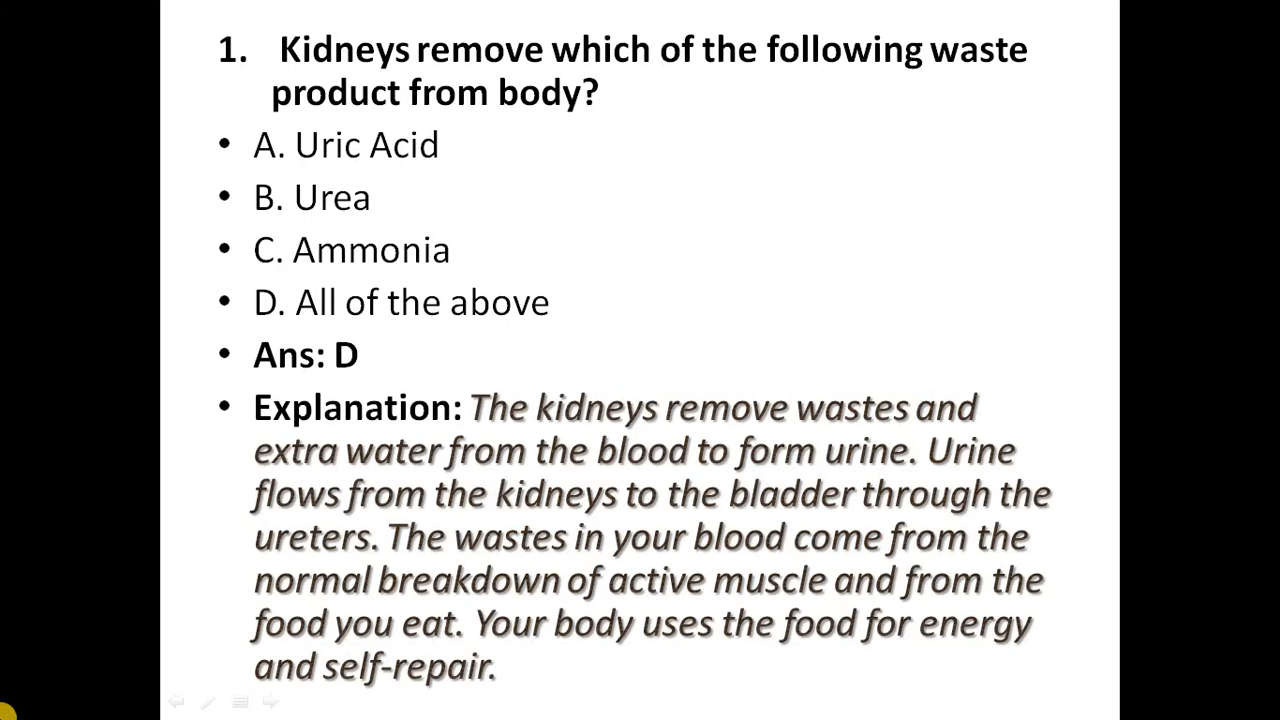 1. Kidneys remove which of the following waste
product from body?
• A. Uric Acid
• B. Urea
• C. Ammonia
• D. All of the above
• Ans: D
• Explanation: The kidneys remove wastes and
extra water from the blood to form urine. Urine
flows from the kidneys to the bladder through the
ureters. The wastes in your blood come from the
normal breakdown of active muscle and from the
food you eat. Your body uses the food for energy
and self-repair.